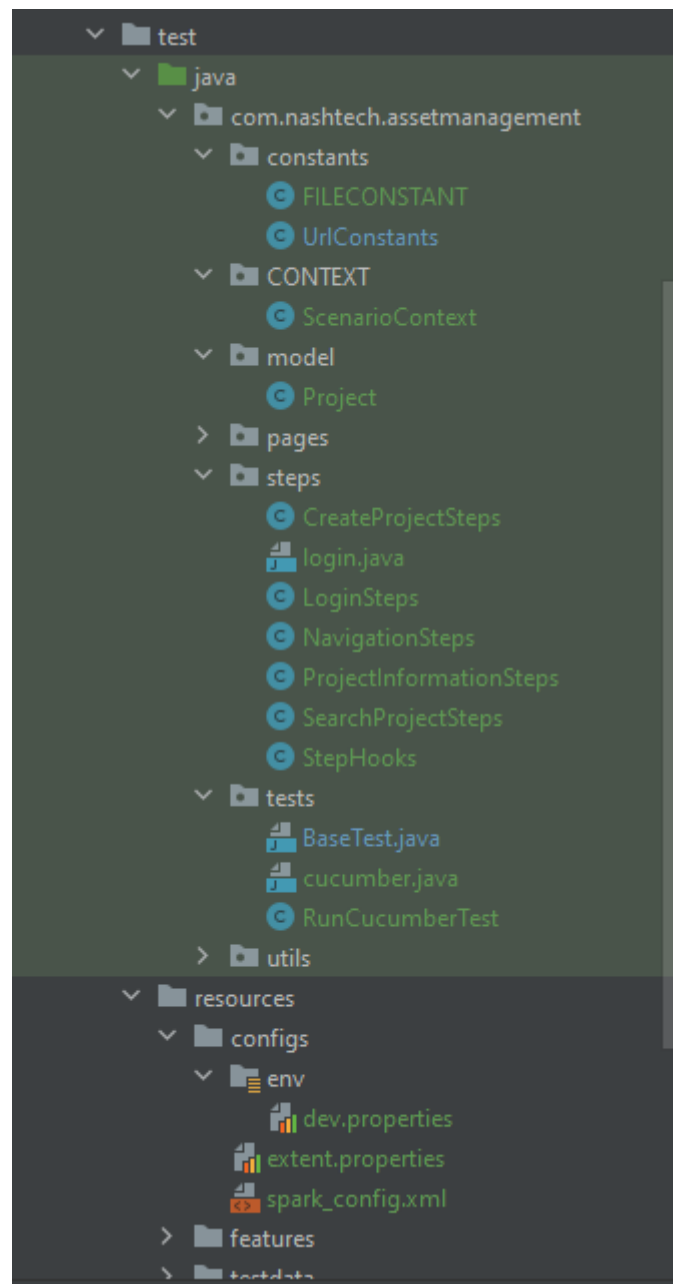 test
java
com.nashtech.assetmanagement
constants
FILECONSTANT
UrlConstants
CONTEXT
ScenarioContext
model
Project
pages
steps
CreateProjectSteps
login.java
LoginSteps
NavigationSteps
ProjectInformationSteps
SearchProjectSteps
StepHooks
tests
BaseTest.java
cucumber.java
RunCucumberTest
utils
resources
configs
env
dev.properties
extent.properties
spark_config.xml
features
testdata